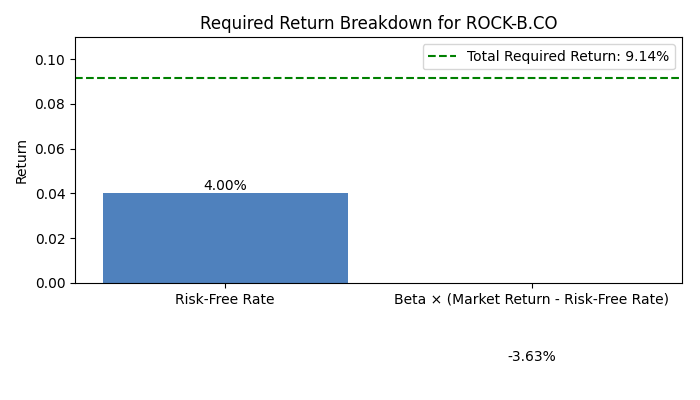 Required Return Breakdown for ROCK-B.CO
Total Required Return: 9.14%
Return
0.10
0.08
0.06
0.04
0.02
0.00
4.00%
Risk-Free Rate
Beta × (Market Return - Risk-Free Rate)
-3.63%